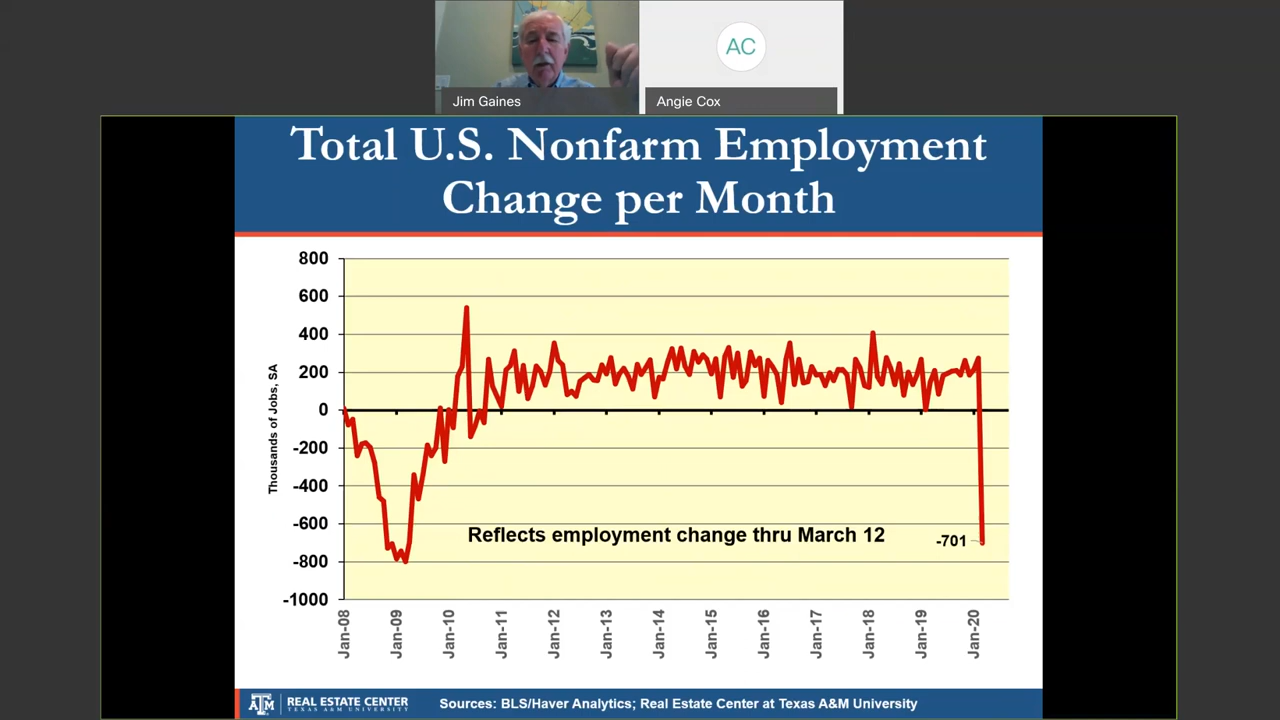 Jim Gaines
AC
Angie Cox
Total U.S. Nonfarm Employment
Change per Month
800
600
400
200
0
-200
-400
-600
-800
-1000
Thousands of Jobs, SA
Reflects employment change thru March 12
-701
Jan-08
Jan-09
Jan-10
Jan-11
Jan-12
Jan-13
Jan-14
Jan-15
Jan-16
Jan-17
Jan-18
Jan-19
Jan-20
ATM
REAL ESTATE CENTER
TEXAS A&M UNIVERSITY
Sources: BLS/Haver Analytics; Real Estate Center at Texas A&M University